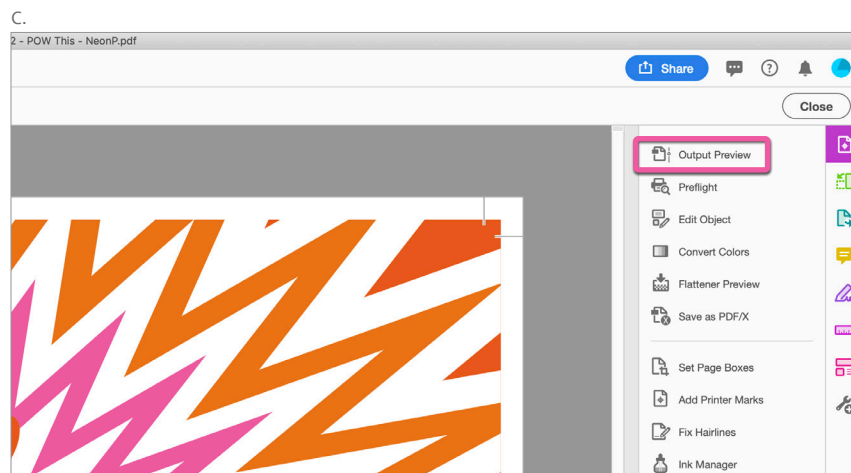 C.
2 - POW This - NeonP.pdf
Share
Close
Output Preview
Preflight
Edit Object
Convert Colors
Flattener Preview
Save as PDF/X
Set Page Boxes
Add Printer Marks
Fix Hairlines
Ink Manager